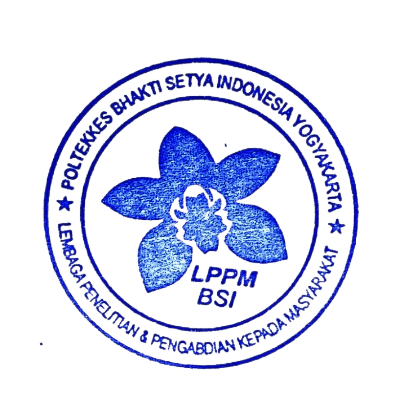 ★ POLTEKKES BHAKTI SETYA INDONESIA YOGYAKARTA ★
LEMBAGA PENELITIAN & PENGABDIAN KEPADA MASYARAKAT
LPPM
BSI